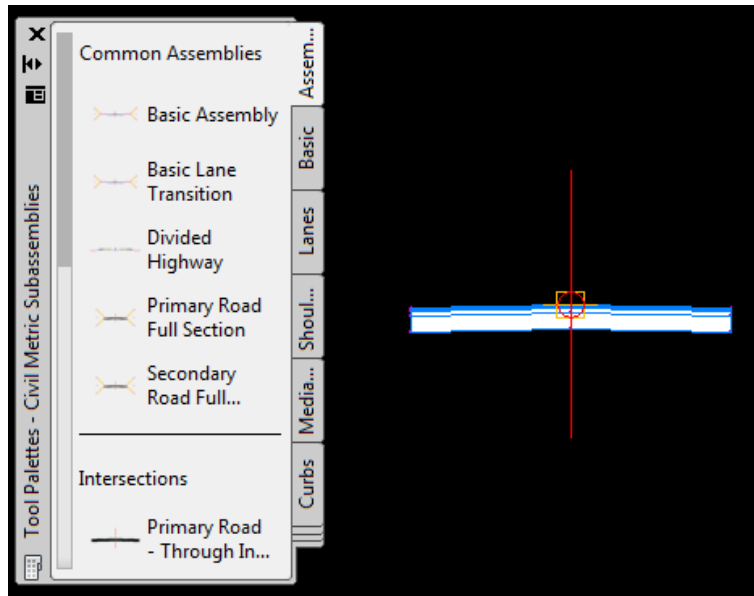 Common Assemblies
Basic Assembly
Basic Lane
Transition
Divided
Highway
Primary Road
Full Section
Secondary
Road Full...
Intersections
Primary Road
- Through In...
Assem...
Basic
Lanes
Shoul...
Media...
Curbs
Tool Palettes - Civil Metric Subassemblies